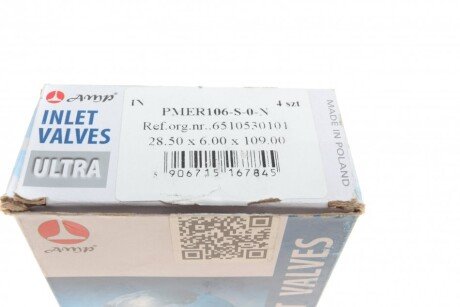 Amp
INLET
VALVES
ULTRA
IN
4 szt
PMER106-S-0-N
Ref.org.nr..6510530101
28.50 x 6.00 x 109.00
5 906715 167845
MADE IN POLAND
Amp
INLET VALVES